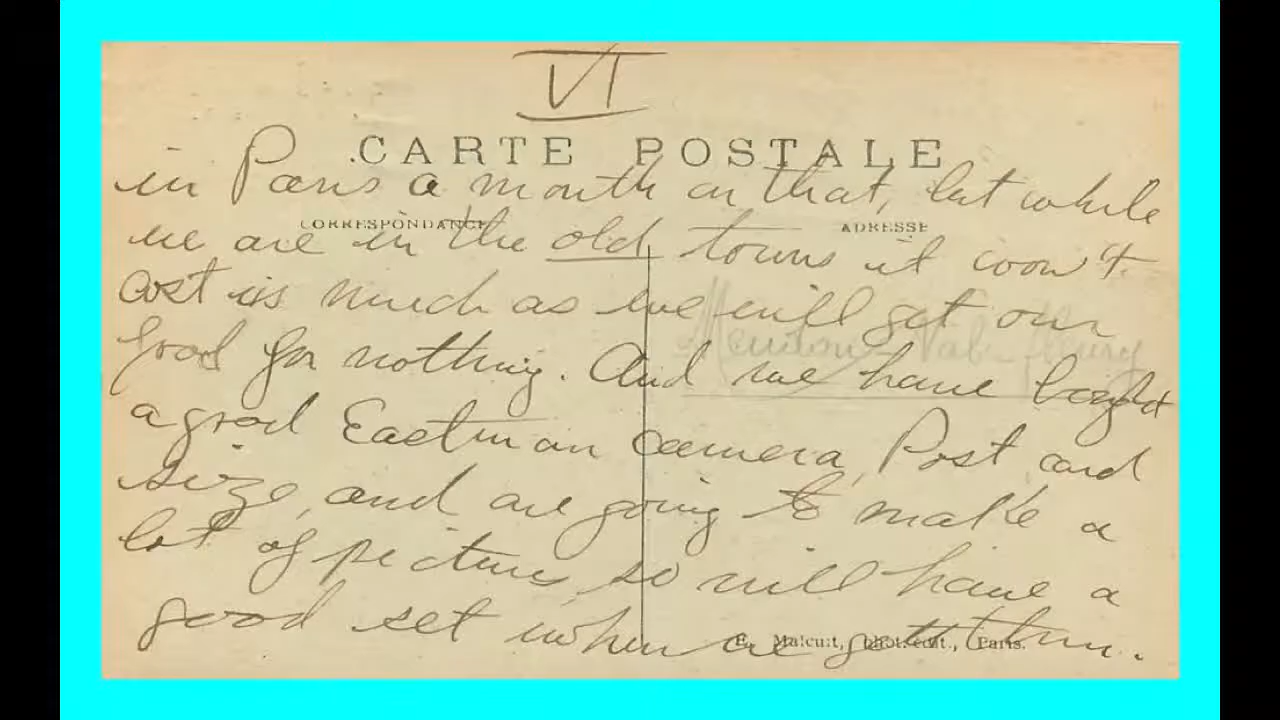 VI
CARTE POSTALE
in Paris a month on that, but while
CORRESPONDANCE
ADRESSE
we are in the old towns it won't
cost us much as we will get our
food for nothing. And we have bought
a good Eastman camera, Post card
size, and are going to make a
lot of pictures, so will have a
good set when we get them.
E. Malcuit, phot. édit., Paris.